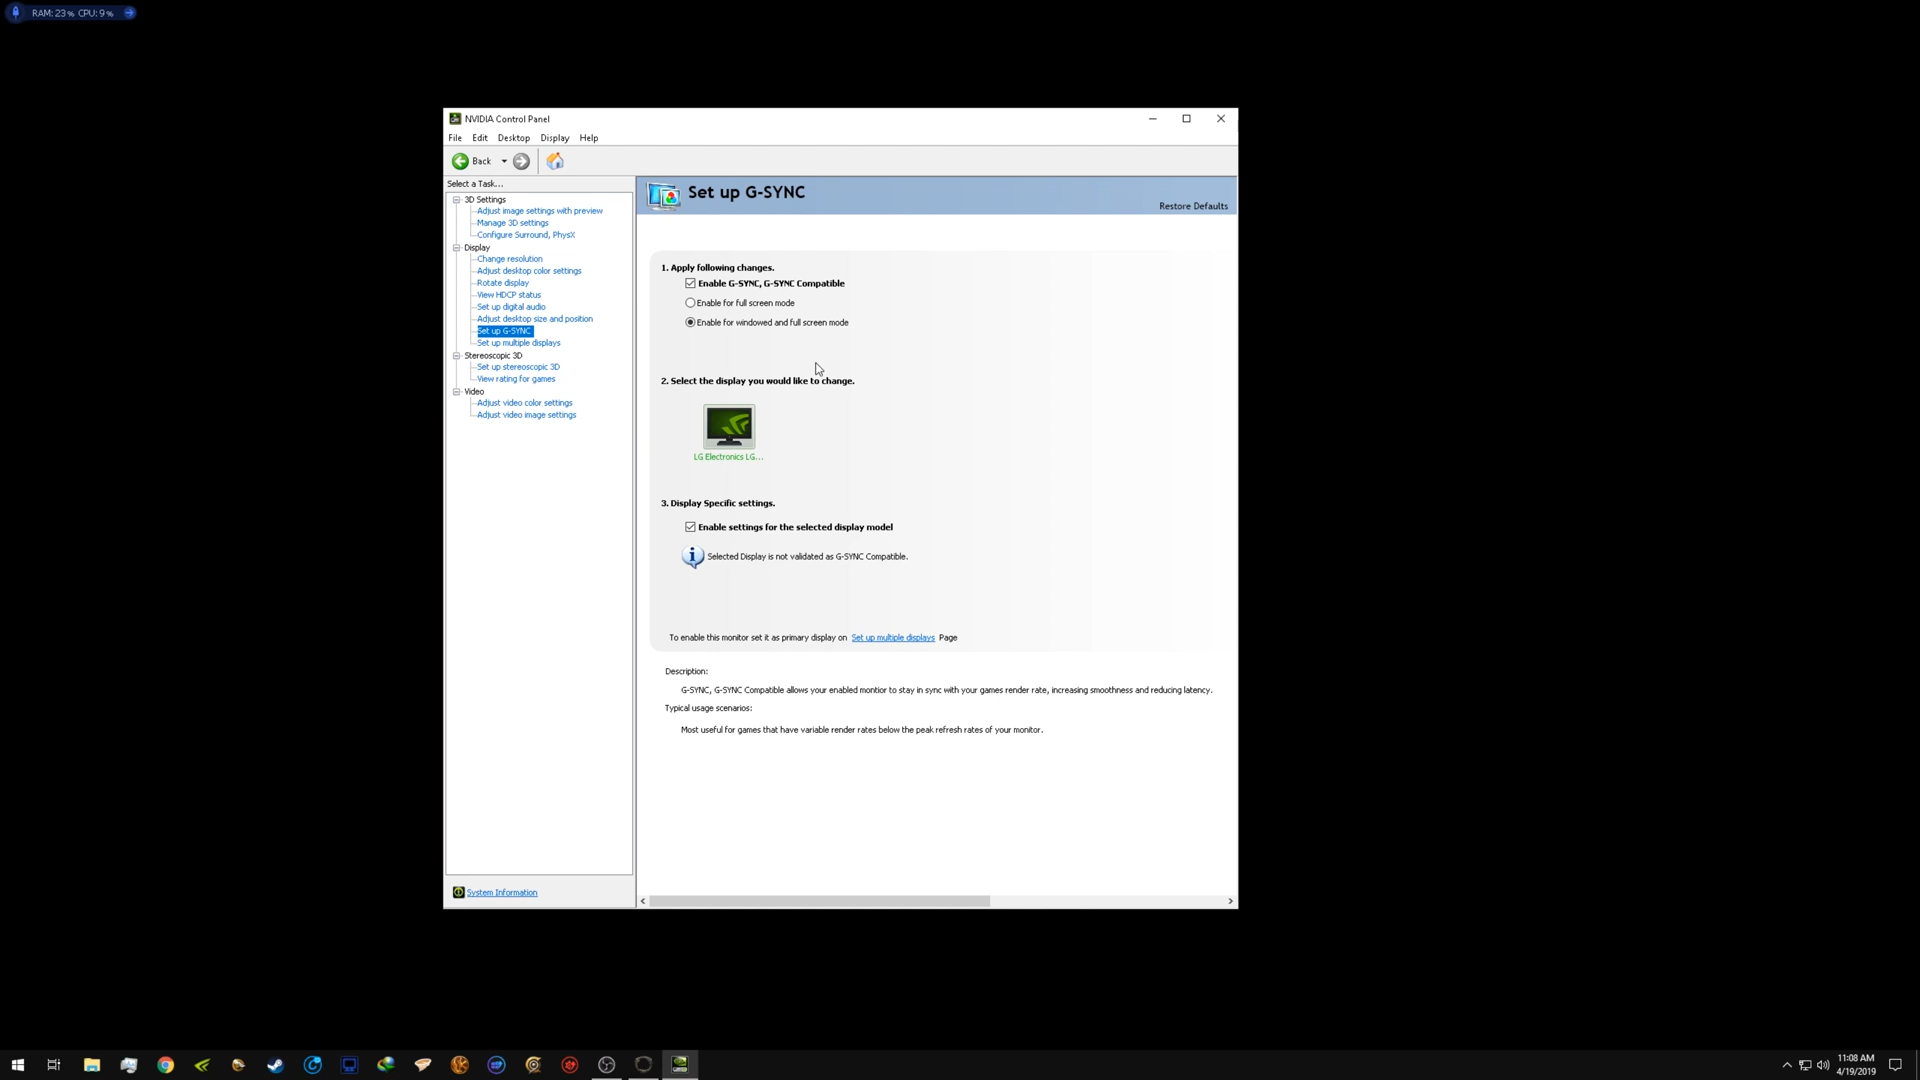 RAM: 23% CPU: 9%
NVIDIA Control Panel
File Edit Desktop Display Help
Back
Select a Task...
3D Settings
Adjust image settings with preview
Manage 3D settings
Configure Surround, PhysX
Display
Change resolution
Adjust desktop color settings
Rotate display
View HDCP status
Set up digital audio
Adjust desktop size and position
Set up G-SYNC
Set up multiple displays
Stereoscopic 3D
Set up stereoscopic 3D
View rating for games
Video
Adjust video color settings
Adjust video image settings
System Information
Set up G-SYNC
Restore Defaults
1. Apply following changes.
Enable G-SYNC, G-SYNC Compatible
Enable for full screen mode
Enable for windowed and full screen mode
2. Select the display you would like to change.
LG Electronics LG...
3. Display Specific settings.
Enable settings for the selected display model
Selected Display is not validated as G-SYNC Compatible.
To enable this monitor set it as primary display on Set up multiple displays Page
Description:
G-SYNC, G-SYNC Compatible allows your enabled montior to stay in sync with your games render rate, increasing smoothness and reducing latency.
Typical usage scenarios:
Most useful for games that have variable render rates below the peak refresh rates of your monitor.
11:08 AM
4/19/2019